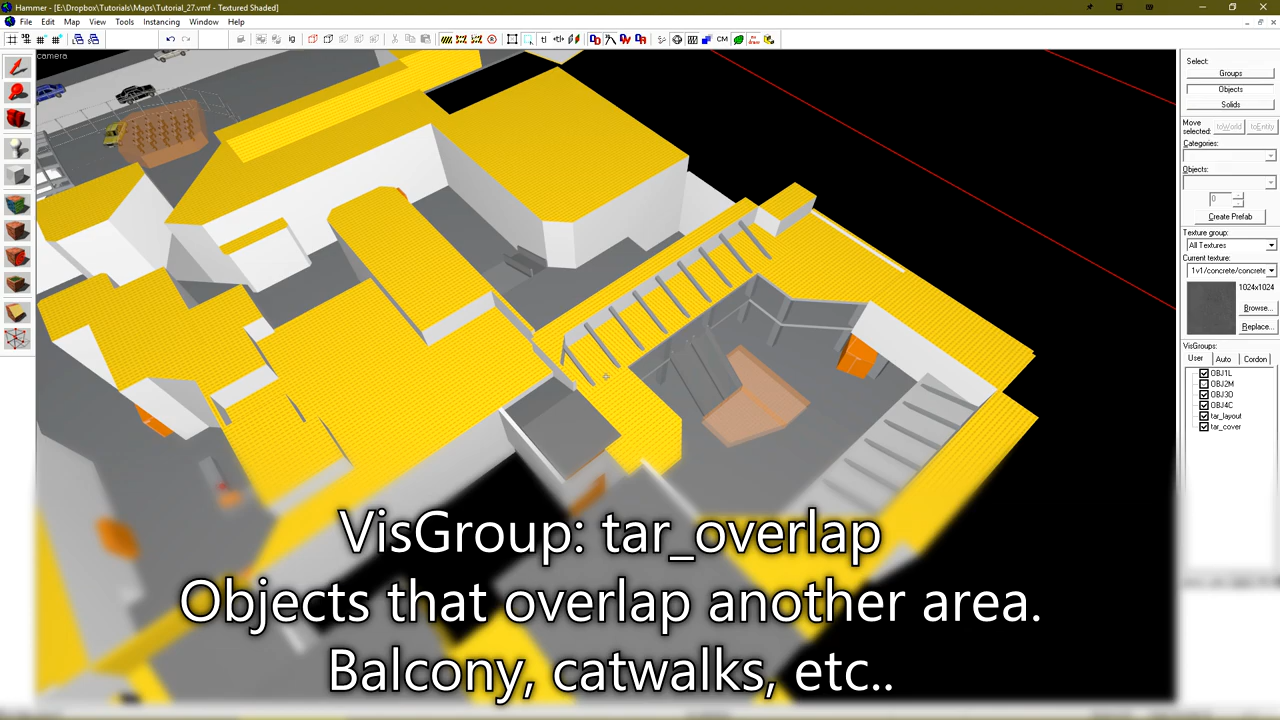 Hammer - [E:\Dropbox\Tutorials\Maps\Tutorial_27.vmf - Textured Shaded]
File Edit Map View Tools Instancing Window Help
camera
Select:
Groups
Objects
Solids
Move selected: toWorld toEntity
Categories:
Objects:
0
Create Prefab
Texture group:
All Textures
Current texture:
1v1/concrete/concrete
1024x1024
Browse...
Replace...
VisGroups:
User Auto Cordon
OBJ1L
OBJ2M
OBJ3D
OBJ4C
tar_layout
tar_cover
VisGroup: tar_overlap
Objects that overlap another area.
Balcony, catwalks, etc..